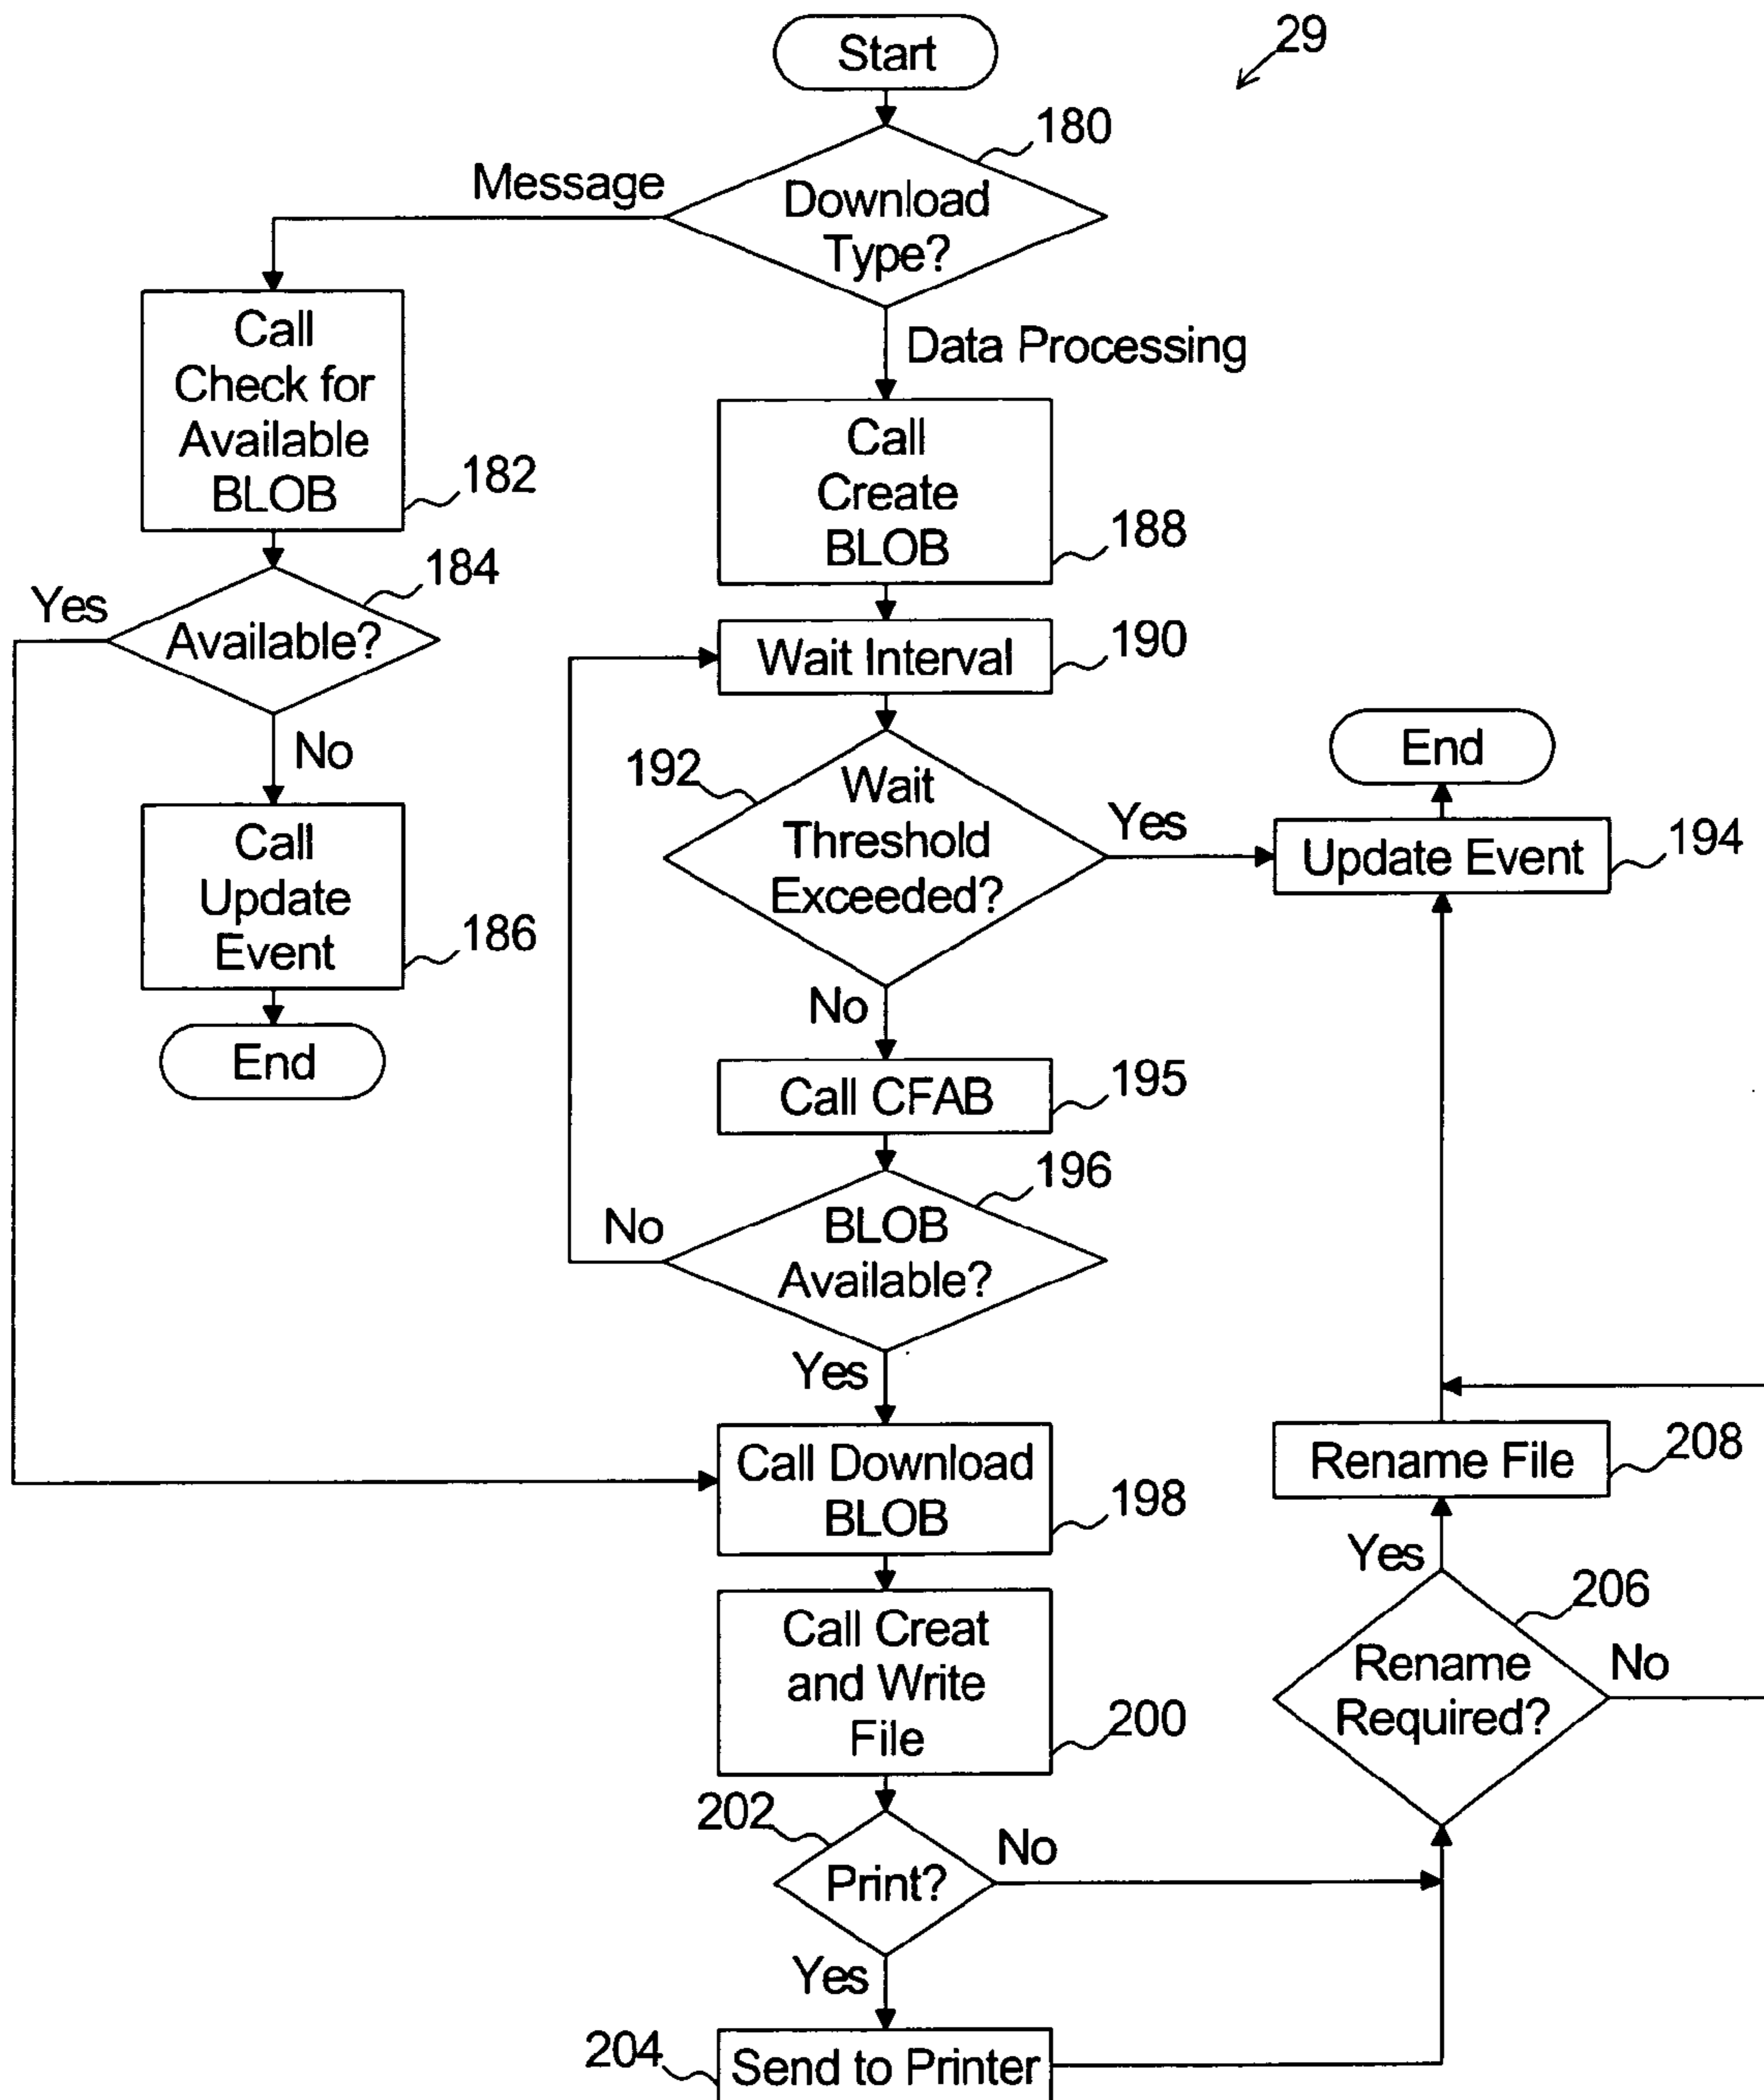 Start
29
180
Message
Download
Type?
Data Processing
Call
Check for
Available
BLOB
182
Call
Create
BLOB
188
184
Yes
Available?
No
Wait Interval
190
192
Wait
Threshold
Exceeded?
Yes
No
End
Update Event
194
Call
Update
Event
186
End
Call CFAB
195
196
No
BLOB
Available?
Yes
Call Download
BLOB
198
Rename File
208
Yes
206
Rename
Required?
No
Call Creat
and Write
File
200
202
Print?
No
Yes
204
Send to Printer